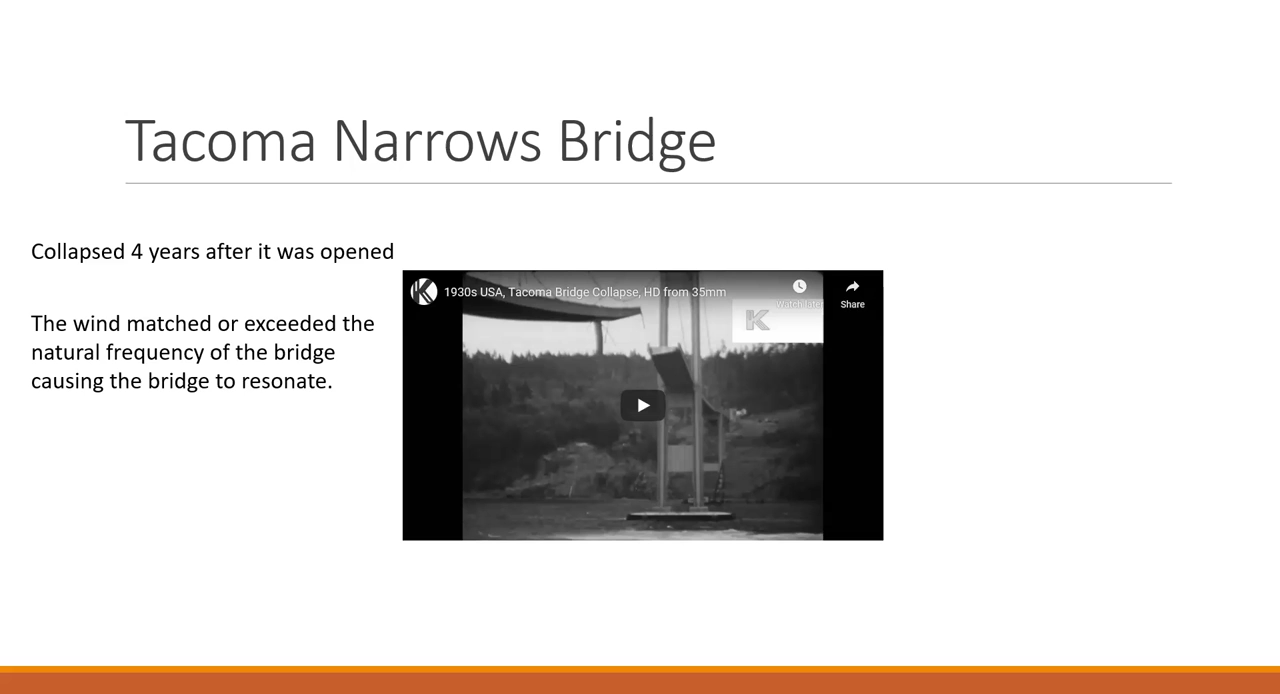 Tacoma Narrows Bridge
Collapsed 4 years after it was opened
The wind matched or exceeded the
natural frequency of the bridge
causing the bridge to resonate.
1930s USA, Tacoma Bridge Collapse, HD from 35mm
Watch later
Share
K